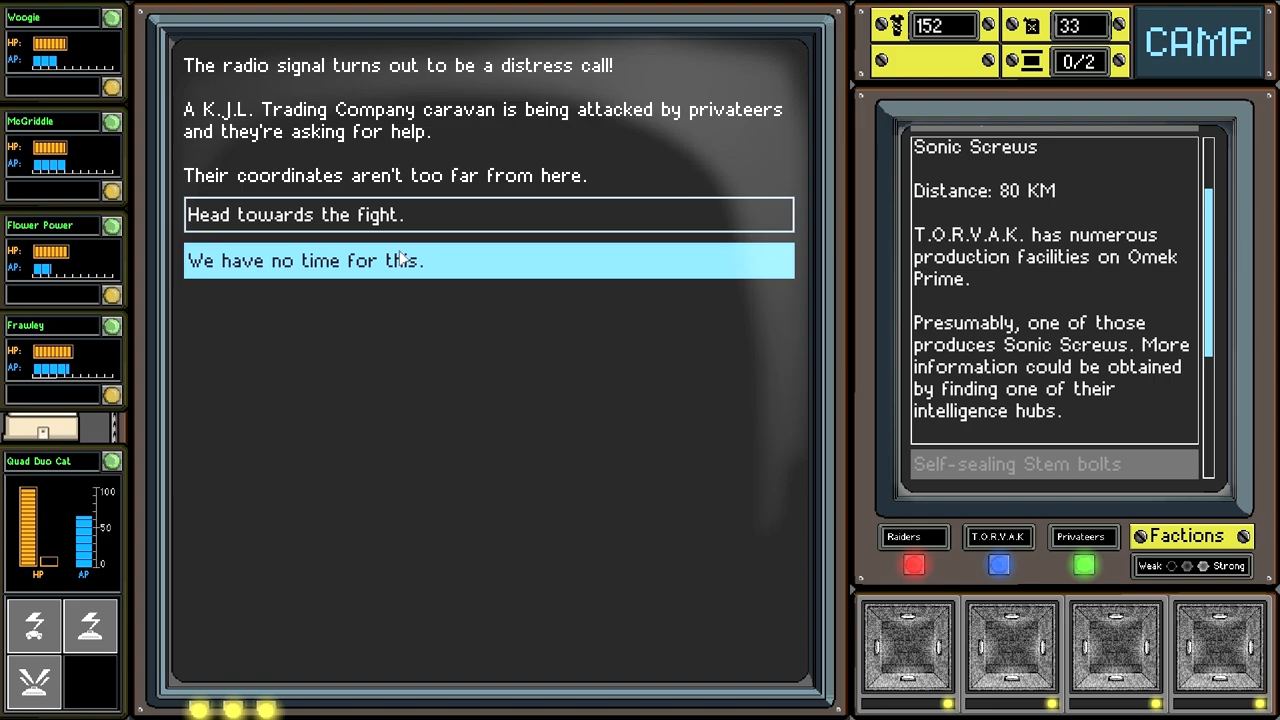 Woogie
HP:
AP:
McGriddle
HP:
AP:
Flower Power
HP:
AP:
Frawley
HP:
AP:
Quad Duo Cat
100
50
0
HP
AP
The radio signal turns out to be a distress call!
A K.J.L. Trading Company caravan is being attacked by privateers
and they're asking for help.
Their coordinates aren't too far from here.
Head towards the fight.
We have no time for this.
152
33
0/2
CAMP
Sonic Screws
Distance: 80 KM
T.O.R.V.A.K. has numerous
production facilities on Omek
Prime.
Presumably, one of those
produces Sonic Screws. More
information could be obtained
by finding one of their
intelligence hubs.
Self-sealing Stem bolts
Raiders
T.O.R.V.A.K
Privateers
Factions
Weak
Strong